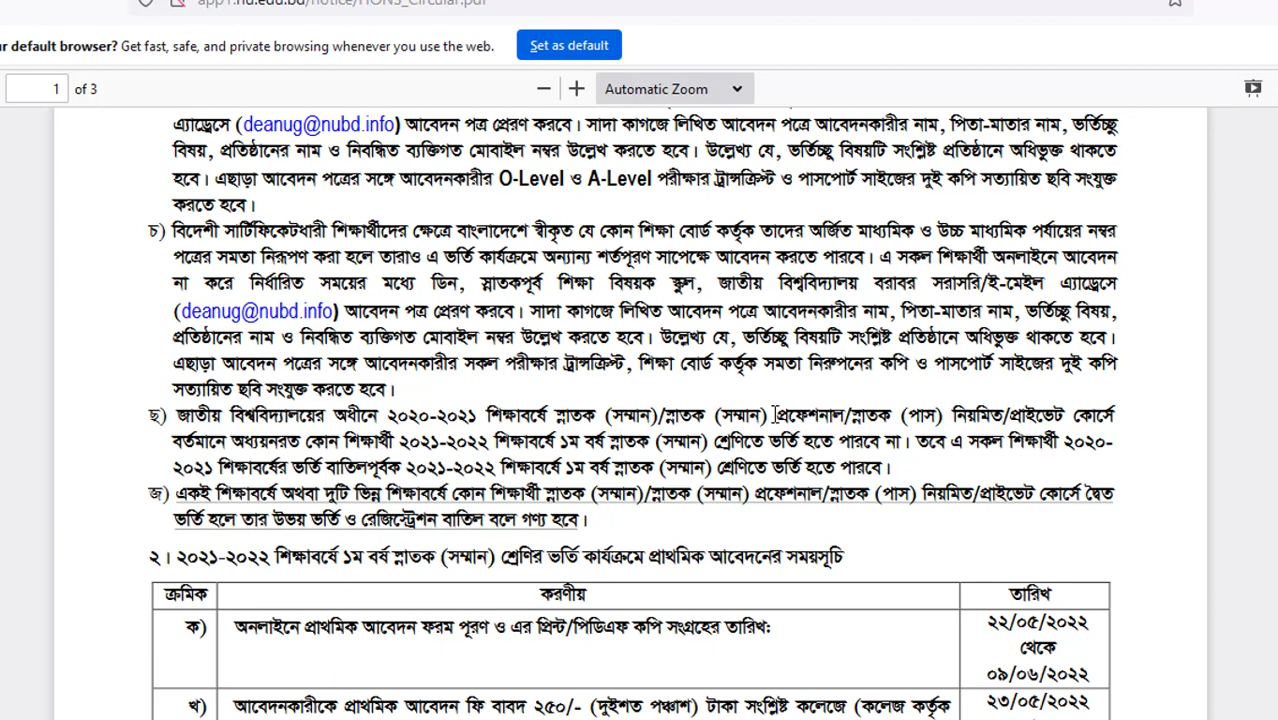 app1.nu.edu.bd/notice/HONS_Circular.pdf
ur default browser? Get fast, safe, and private browsing whenever you use the web. Set as default
1 of 3 Automatic Zoom
এ্যাড্রেসে (deanug@nubd.info) আবেদন পত্র প্রেরণ করবে। সাদা কাগজে লিখিত আবেদন পত্রে আবেদনকারীর নাম, পিতা-মাতার নাম, ভর্তিচ্ছু
বিষয়, প্রতিষ্ঠানের নাম ও নিবন্ধিত ব্যক্তিগত মোবাইল নম্বর উল্লেখ করতে হবে। উল্লেখ্য যে, ভর্তিচ্ছু বিষয়টি সংশ্লিষ্ট প্রতিষ্ঠানে অধিভুক্ত থাকতে
হবে। এছাড়া আবেদন পত্রের সঙ্গে আবেদনকারীর O-Level ও A-Level পরীক্ষার ট্রান্সক্রিপ্ট ও পাসপোর্ট সাইজের দুই কপি সত্যায়িত ছবি সংযুক্ত
করতে হবে।
চ) বিদেশী সার্টিফিকেটধারী শিক্ষার্থীদের ক্ষেত্রে বাংলাদেশে স্বীকৃত যে কোন শিক্ষা বোর্ড কর্তৃক তাদের অর্জিত মাধ্যমিক ও উচ্চ মাধ্যমিক পর্যায়ের নম্বর
পত্রের সমতা নিরূপণ করা হলে তারাও এ ভর্তি কার্যক্রমে অন্যান্য শর্তপূরণ সাপেক্ষে আবেদন করতে পারবে। এ সকল শিক্ষার্থী অনলাইনে আবেদন
না করে নির্ধারিত সময়ের মধ্যে ডিন, স্নাতকপূর্ব শিক্ষা বিষয়ক স্কুল, জাতীয় বিশ্ববিদ্যালয় বরাবর সরাসরি/ই-মেইল এ্যাড্রেসে
(deanug@nubd.info) আবেদন পত্র প্রেরণ করবে। সাদা কাগজে লিখিত আবেদন পত্রে আবেদনকারীর নাম, পিতা-মাতার নাম, ভর্তিচ্ছু বিষয়,
প্রতিষ্ঠানের নাম ও নিবন্ধিত ব্যক্তিগত মোবাইল নম্বর উল্লেখ করতে হবে। উল্লেখ্য যে, ভর্তিচ্ছু বিষয়টি সংশ্লিষ্ট প্রতিষ্ঠানে অধিভুক্ত থাকতে হবে।
এছাড়া আবেদন পত্রের সঙ্গে আবেদনকারীর সকল পরীক্ষার ট্রান্সক্রিপ্ট, শিক্ষা বোর্ড কর্তৃক সমতা নিরুপনের কপি ও পাসপোর্ট সাইজের দুই কপি
সত্যায়িত ছবি সংযুক্ত করতে হবে।
ছ) জাতীয় বিশ্ববিদ্যালয়ের অধীনে ২০২০-২০২১ শিক্ষাবর্ষে স্নাতক (সম্মান)/স্নাতক (সম্মান) প্রফেশনাল/স্নাতক (পাস) নিয়মিত/প্রাইভেট কোর্সে
বর্তমানে অধ্যয়নরত কোন শিক্ষার্থী ২০২১-২০২২ শিক্ষাবর্ষে ১ম বর্ষ স্নাতক (সম্মান) শ্রেণিতে ভর্তি হতে পারবে না। তবে এ সকল শিক্ষার্থী ২০২০-
২০২১ শিক্ষাবর্ষের ভর্তি বাতিলপূর্বক ২০২১-২০২২ শিক্ষাবর্ষে ১ম বর্ষ স্নাতক (সম্মান) শ্রেণিতে ভর্তি হতে পারবে।
জ) একই শিক্ষাবর্ষে অথবা দুটি ভিন্ন শিক্ষাবর্ষে কোন শিক্ষার্থী স্নাতক (সম্মান)/স্নাতক (সম্মান) প্রফেশনাল/স্নাতক (পাস) নিয়মিত/প্রাইভেট কোর্সে দ্বৈত
ভর্তি হলে তার উভয় ভর্তি ও রেজিস্ট্রেশন বাতিল বলে গণ্য হবে।
২। ২০২১-২০২২ শিক্ষাবর্ষে ১ম বর্ষ স্নাতক (সম্মান) শ্রেণির ভর্তি কার্যক্রমে প্রাথমিক আবেদনের সময়সূচি
ক্রমিক করণীয় তারিখ
ক) অনলাইনে প্রাথমিক আবেদন ফরম পূরণ ও এর প্রিন্ট/পিডিএফ কপি সংগ্রহের তারিখ: ২২/০৫/২০২২
থেকে
০৯/০৬/২০২২
খ) আবেদনকারীকে প্রাথমিক আবেদন ফি বাবদ ২৫০/- (দুইশত পঞ্চাশ) টাকা সংশ্লিষ্ট কলেজে (কলেজ কর্তৃক ২৩/০৫/২০২২